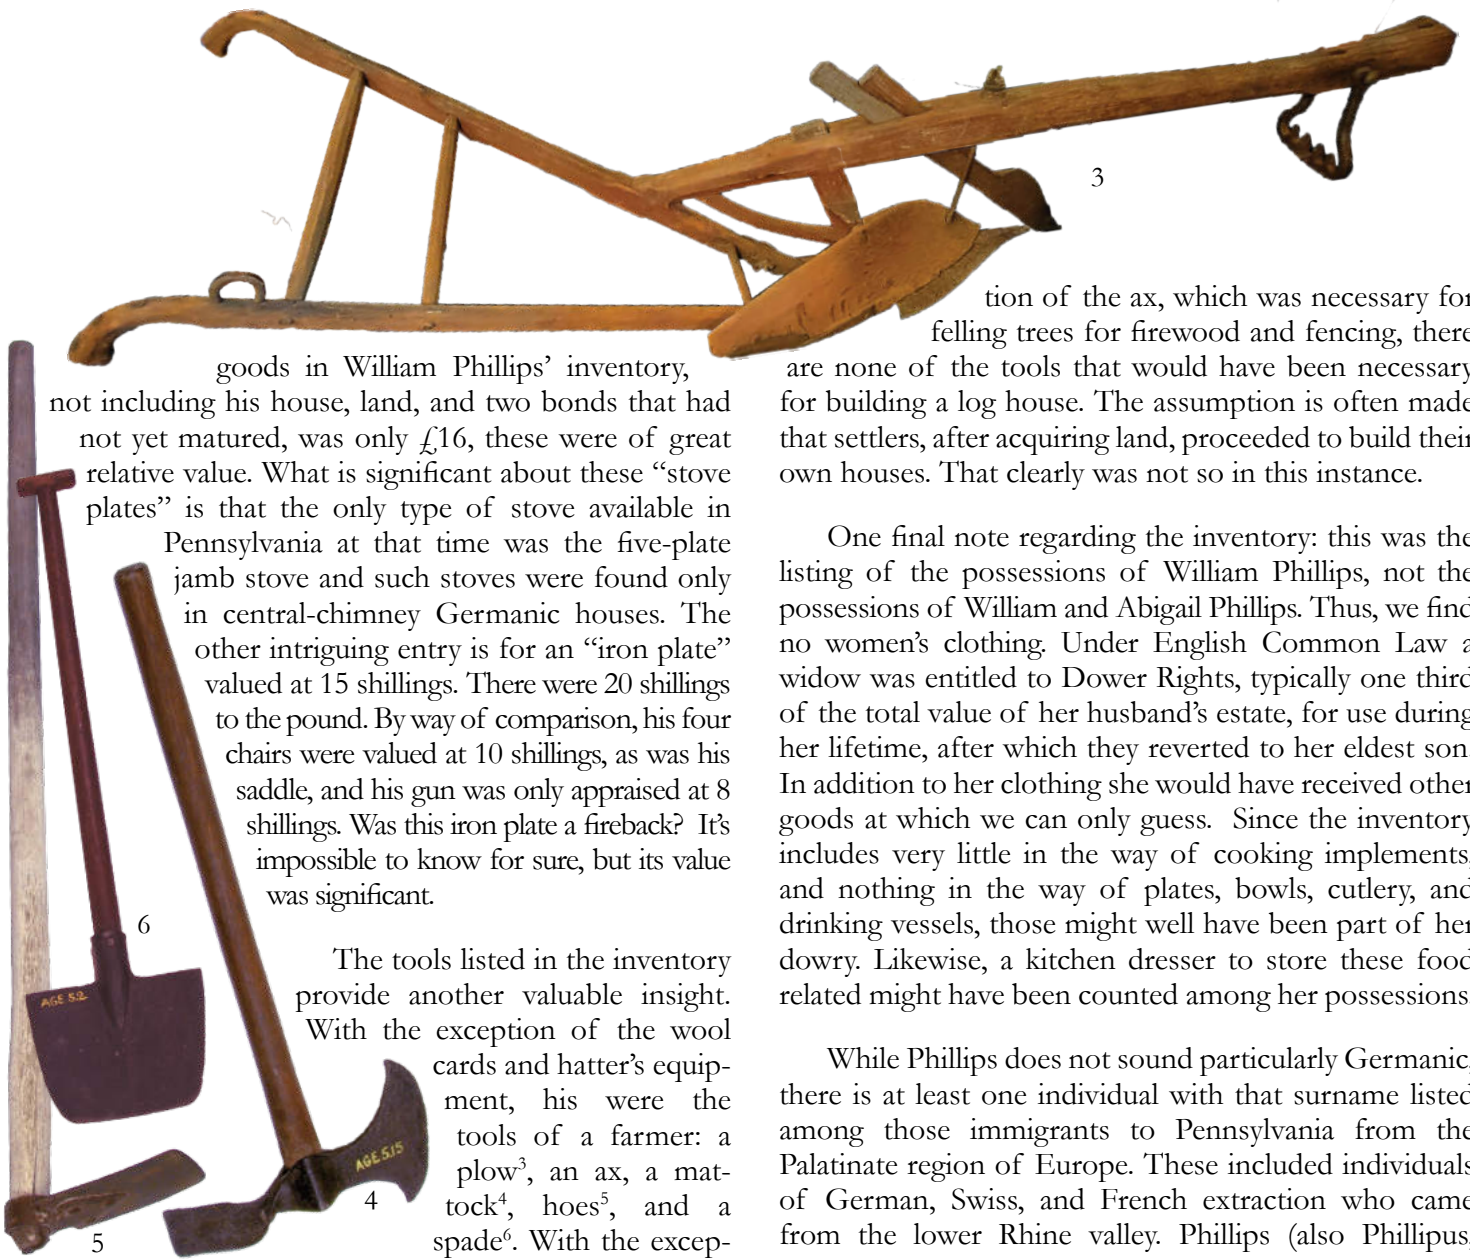 3
goods in William Phillips’ inventory,
not including his house, land, and two bonds that had
not yet matured, was only £16, these were of great
relative value. What is significant about these “stove
plates” is that the only type of stove available in
Pennsylvania at that time was the five-plate
jamb stove and such stoves were found only
in central-chimney Germanic houses. The
other intriguing entry is for an “iron plate”
valued at 15 shillings. There were 20 shillings
to the pound. By way of comparison, his four
chairs were valued at 10 shillings, as was his
saddle, and his gun was only appraised at 8
shillings. Was this iron plate a fireback? It’s
impossible to know for sure, but its value
was significant.
The tools listed in the inventory
provide another valuable insight.
With the exception of the wool
cards and hatter’s equip-
ment, his were the
tools of a farmer: a
plow³, an ax, a mat-
tock⁴, hoes⁵, and a
spade⁶. With the excep-
6
AGE 5.2
AGE 5.15
4
5
tion of the ax, which was necessary for
felling trees for firewood and fencing, there
are none of the tools that would have been necessary
for building a log house. The assumption is often made
that settlers, after acquiring land, proceeded to build their
own houses. That clearly was not so in this instance.
One final note regarding the inventory: this was the
listing of the possessions of William Phillips, not the
possessions of William and Abigail Phillips. Thus, we find
no women’s clothing. Under English Common Law a
widow was entitled to Dower Rights, typically one third
of the total value of her husband’s estate, for use during
her lifetime, after which they reverted to her eldest son.
In addition to her clothing she would have received other
goods at which we can only guess. Since the inventory
includes very little in the way of cooking implements,
and nothing in the way of plates, bowls, cutlery, and
drinking vessels, those might well have been part of her
dowry. Likewise, a kitchen dresser to store these food
related might have been counted among her possessions.
While Phillips does not sound particularly Germanic,
there is at least one individual with that surname listed
among those immigrants to Pennsylvania from the
Palatinate region of Europe. These included individuals
of German, Swiss, and French extraction who came
from the lower Rhine valley. Phillips (also Phillipus,